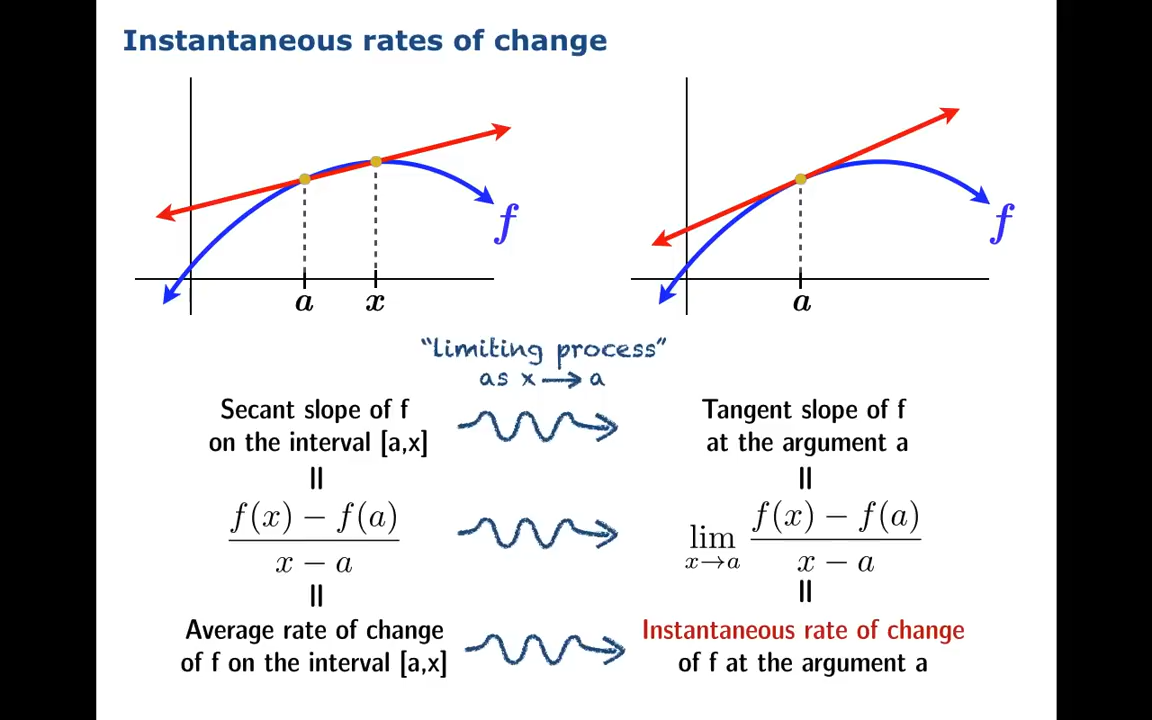 Instantaneous rates of change
f
f
a x
a
“limiting process”
as x → a
Secant slope of f
on the interval [a,x]
Tangent slope of f
at the argument a
=
=
f(x) − f(a)
x − a
lim
x→a
f(x) − f(a)
x − a
=
=
Average rate of change
of f on the interval [a,x]
Instantaneous rate of change
of f at the argument a